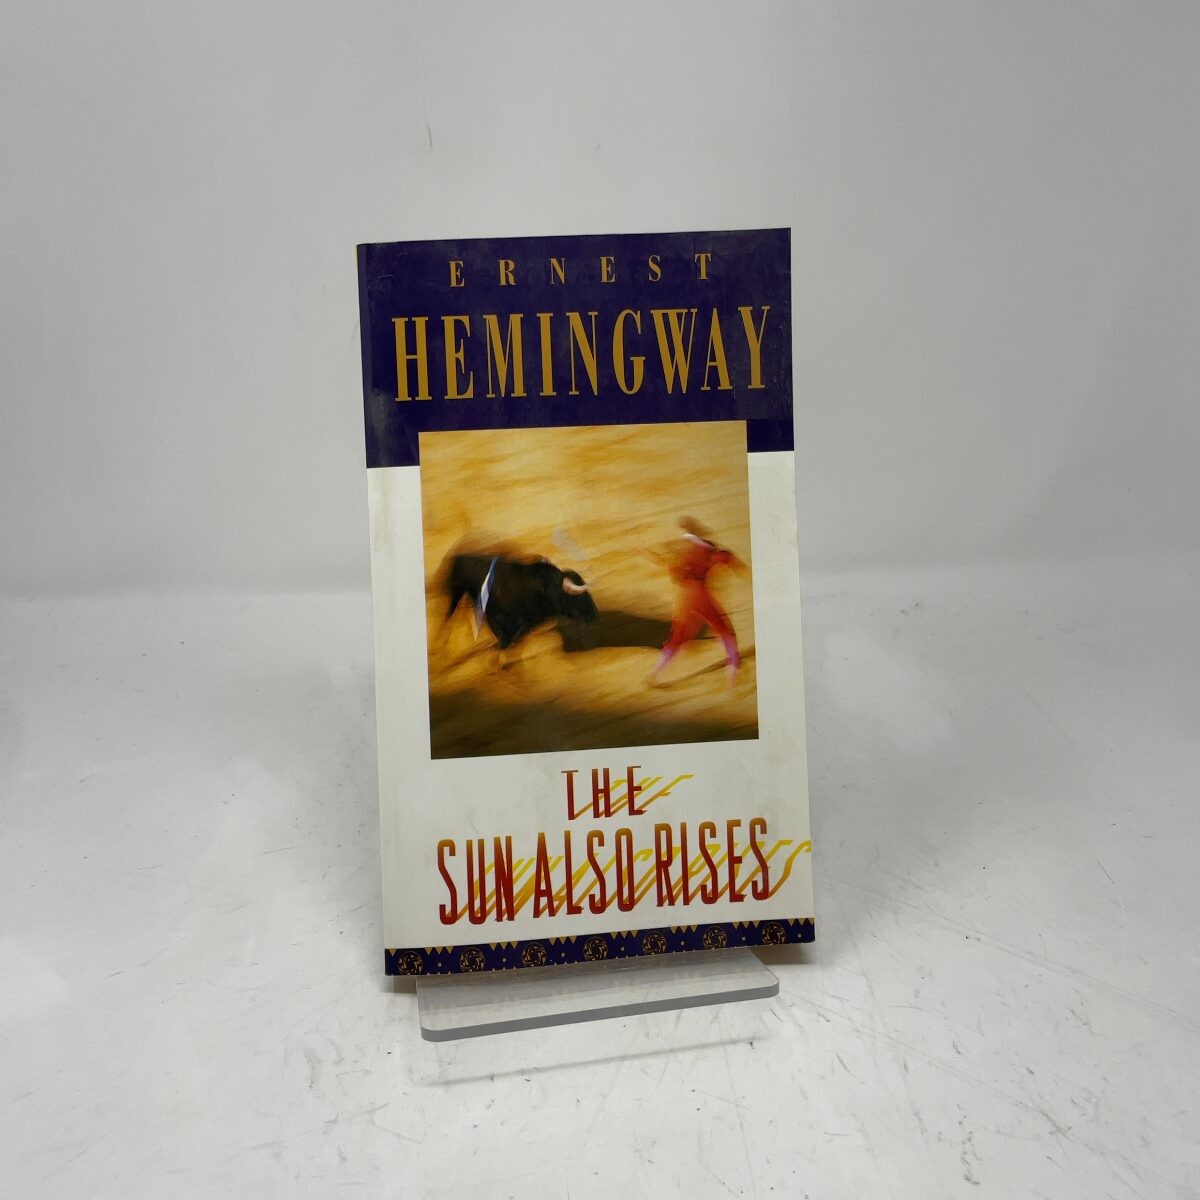 ERNEST
HEMINGWAY
THE
SUN ALSO RISES